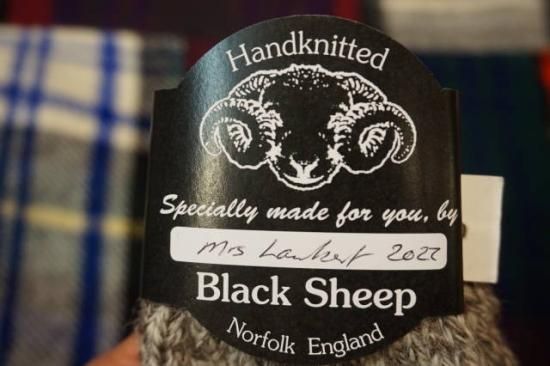 Handknitted
Specially made for you, by
Mrs Lambert 2022
Black Sheep
Norfolk England